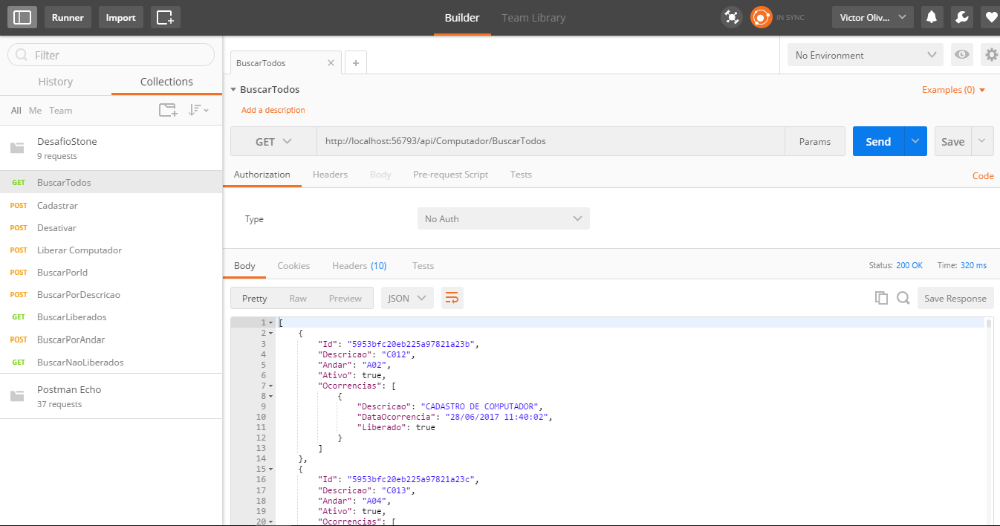 Runner Import Builder Team Library IN SYNC Victor Oliv...
Filter
History Collections
All Me Team
DesafioStone
9 requests
GET BuscarTodos
POST Cadastrar
POST Desativar
POST Liberar Computador
POST BuscarPorId
POST BuscarPorDescricao
GET BuscarLiberados
POST BuscarPorAndar
GET BuscarNaoLiberados
Postman Echo
37 requests
BuscarTodos
No Environment
BuscarTodos
Examples (0)
Add a description
GET http://localhost:56793/api/Computador/BuscarTodos Params Send Save
Authorization Headers Body Pre-request Script Tests Code
Type No Auth
Body Cookies Headers (10) Tests Status: 200 OK Time: 320 ms
Pretty Raw Preview JSON Save Response
1 [
2 {
3 "Id": "5953bfc20eb225a97821a23b",
4 "Descricao": "C012",
5 "Andar": "A02",
6 "Ativo": true,
7 "Ocorrencias": [
8 {
9 "Descricao": "CADASTRO DE COMPUTADOR",
10 "DataOcorrencia": "28/06/2017 11:40:02",
11 "Liberado": true
12 }
13 ]
14 },
15 {
16 "Id": "5953bfc20eb225a97821a23c",
17 "Descricao": "C013",
18 "Andar": "A04",
19 "Ativo": true,
20 "Ocorrencias": [